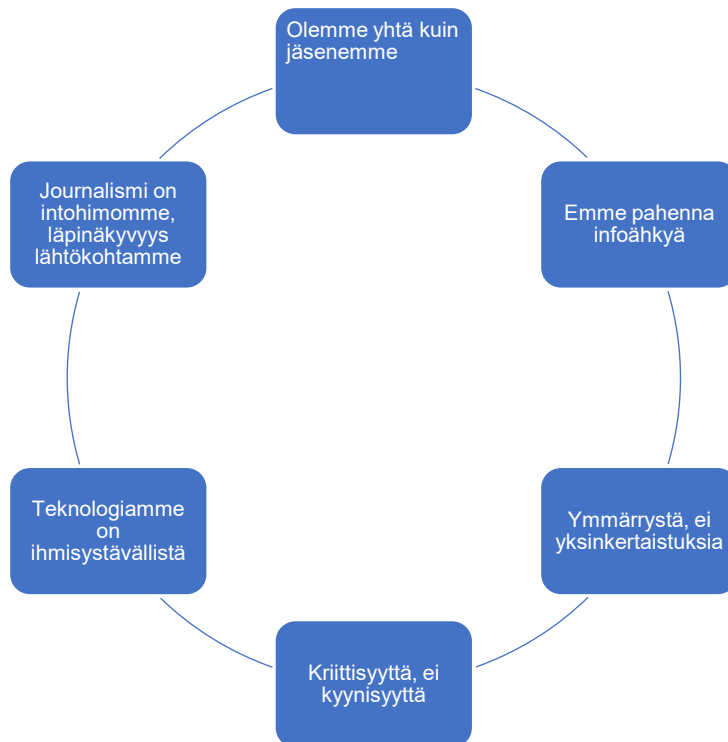 Olemme yhtä kuin
jäsenemme
Emme pahenna
infoähkyä
Ymmärrystä, ei
yksinkertaistuksia
Kriittisyyttä, ei
kyynisyyttä
Teknologiamme
on
ihmisystävällistä
Journalismi on
intohimomme,
läpinäkyvyys
lähtökohtamme